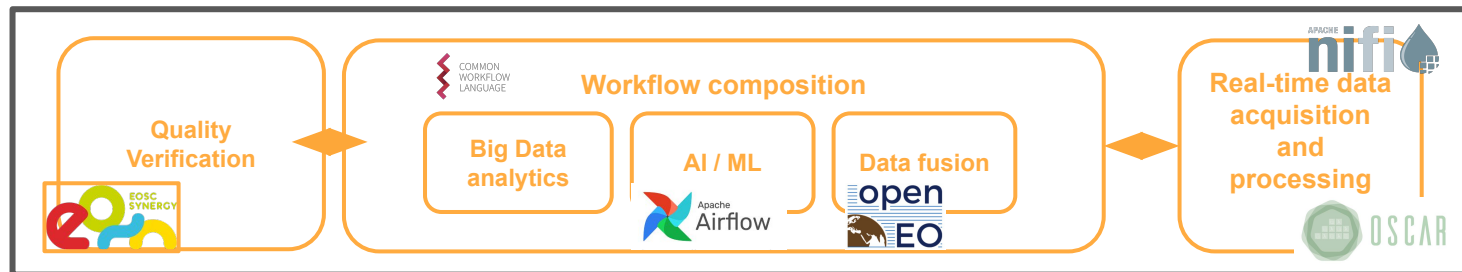 Quality
Verification
EOSC
SYNERGY
COMMON
WORKFLOW
LANGUAGE
Workflow composition
Big Data
analytics
AI / ML
Apache
Airflow
Data fusion
open
EO
APACHE
nifi
Real-time data
acquisition
and
processing
OSCAR